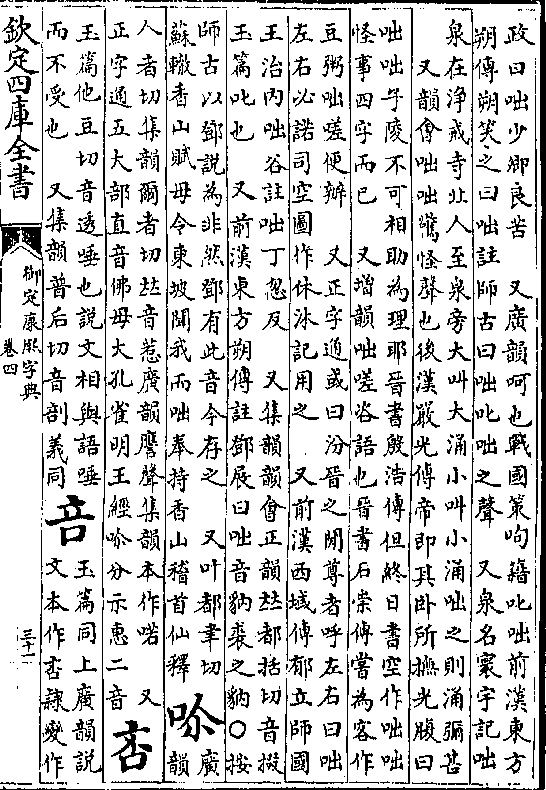 政曰咄少卿良苦　又廣韻呵也戰國策呴籍叱咄前漢東方
朔傳朔笑之曰咄註師古曰咄叱咄之聲　又泉名寰宇記咄
泉在浄戒寺北人至泉旁大叫大涌小叫小涌咄之則涌彌甚
又韻會咄咄驚怪聲也後漢嚴光傳帝即其卧所撫光腹曰
咄咄子陵不可相助為理耶晉書殷浩傳但終日書空作咄咄
怪事四字而已　又增韻咄嗟咨語也晉書石崇傳嘗為客作
豆粥咄嗟便辦　又正字通或曰汾晉之間尊者呼左右曰咄
左右必諾司空圖作休休記用之　又前漢西域傳郁立師國
王治內咄谷註咄丁忽反　又集韻韻會正韻𠀤都括切音掇
玉篇叱也　又前漢東方朔傳註鄧展曰咄音豽裘之豽○按
師古以鄧說為非然鄧有此音今存之　又叶都聿切
蘇轍香山賦毋令東坡聞我而咄奉持香山稽首仙釋
廣
韻
人者切集韻爾者切𠀤音惹廣韻譍聲集韻本作喏　又
正字通五大部直音佛母大孔雀明王經分示惠二音
㕻
玉篇他豆切音透唾也說文相與語唾
而不受也　又集韻普后切音剖義同
咅
玉篇同上廣韻說
文本作㕻隸變作
欽定四庫全書
御定康熙字典
卷四
三十一